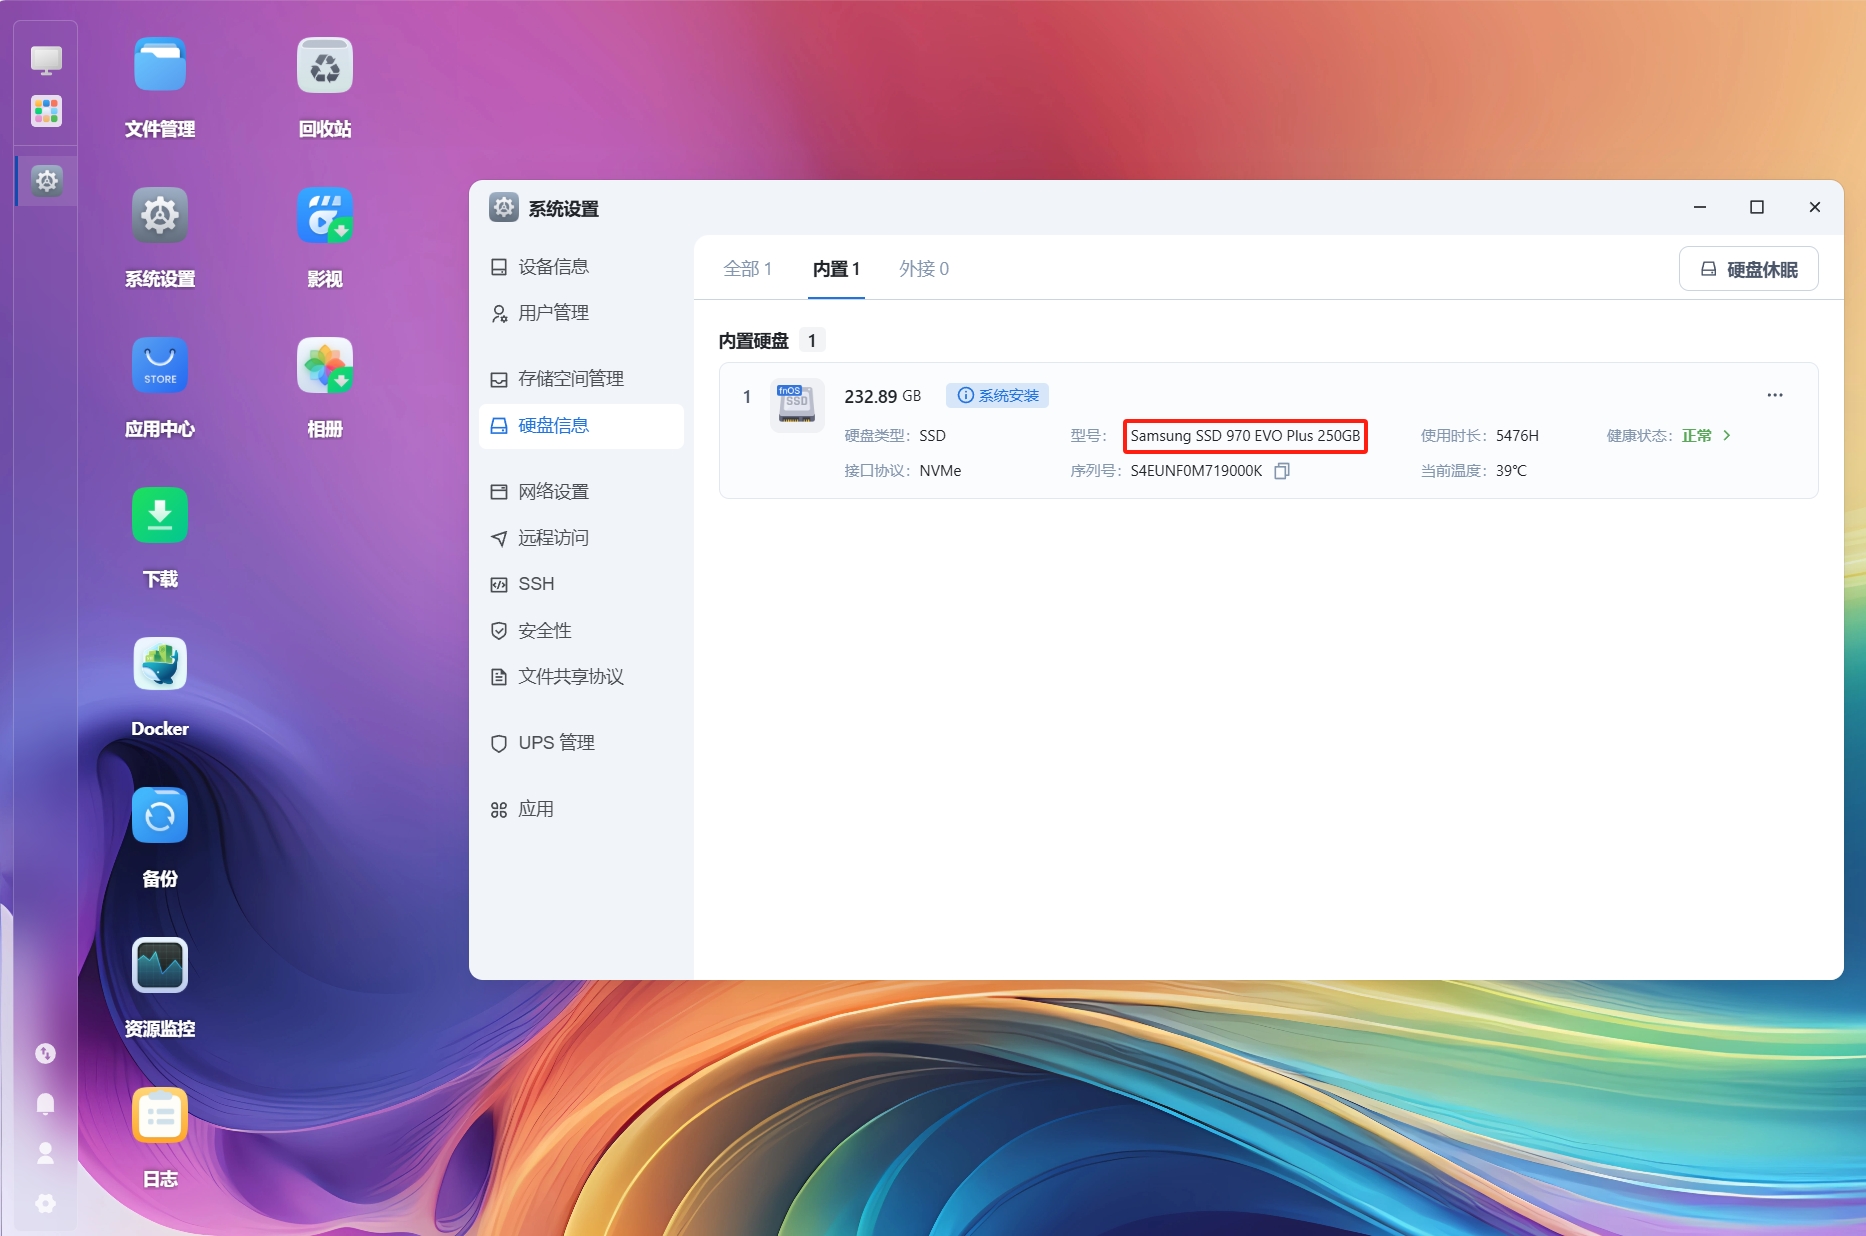 文件管理
回收站
系统设置
影视
STORE
应用中心
相册
下载
Docker
备份
资源监控
日志
系统设置
设备信息
用户管理
存储空间管理
硬盘信息
网络设置
远程访问
SSH
安全性
文件共享协议
UPS 管理
应用
全部 1
内置 1
外接 0
硬盘休眠
内置硬盘 1
1
fnOS
SSD
232.89 GB
系统安装
硬盘类型： SSD
型号： Samsung SSD 970 EVO Plus 250GB
使用时长： 5476H
健康状态： 正常
接口协议： NVMe
序列号： S4EUNF0M719000K
当前温度： 39℃